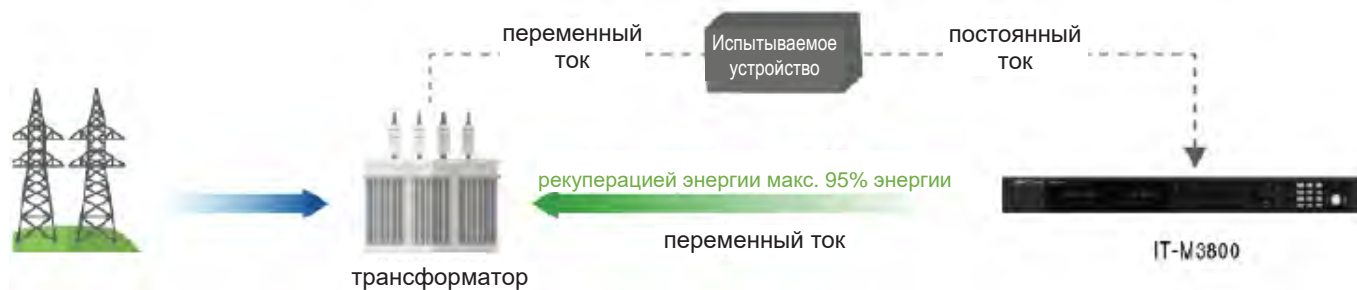 переменный
ток
Испытываемое
устройство
постоянный
ток
рекуперацией энергии макс. 95% энергии
переменный ток
IT-M3800
трансформатор